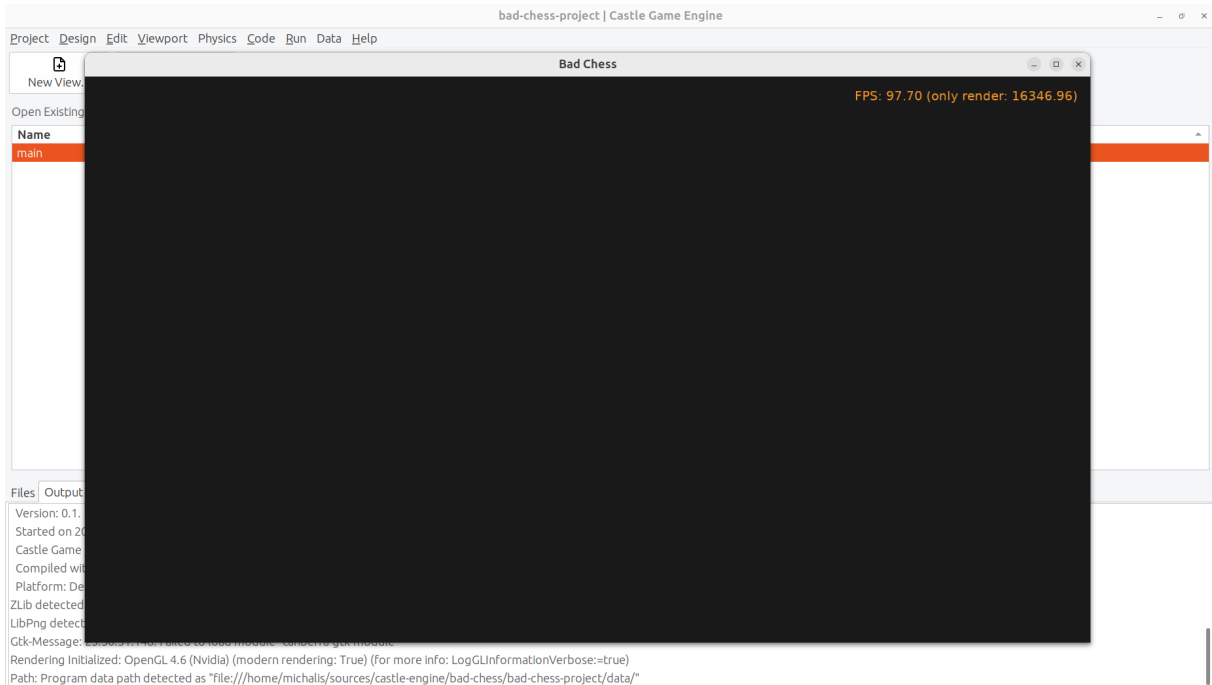 bad-chess-project | Castle Game Engine
Project Design Edit Viewport Physics Code Run Data Help
Bad Chess
New View.
FPS: 97.70 (only render: 16346.96)
Open Existing
Name
main
Files Output
Version: 0.1.
Started on 20
Castle Game
Compiled wit
Platform: De
ZLib detected
LibPng detect
Gtk-Message:
Rendering Initialized: OpenGL 4.6 (Nvidia) (modern rendering: True) (for more info: LogGLInformationVerbose:=true)
Path: Program data path detected as "file:///home/michalis/sources/castle-engine/bad-chess/bad-chess-project/data/"